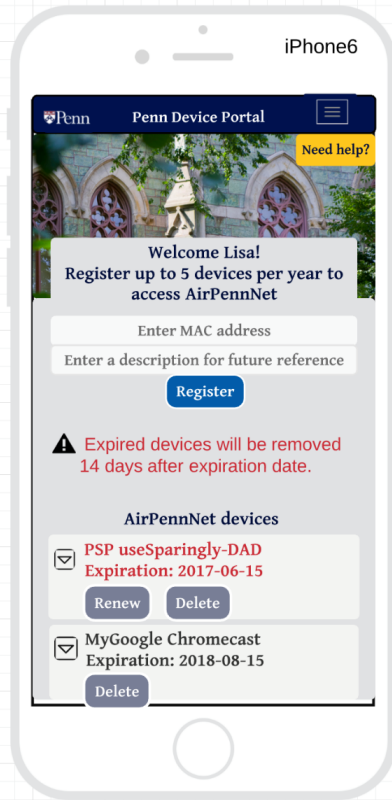 iPhone6
Penn
Penn Device Portal
Need help?
Welcome Lisa!
Register up to 5 devices per year to
access AirPennNet
Enter MAC address
Enter a description for future reference
Register
Expired devices will be removed
14 days after expiration date.
AirPennNet devices
PSP useSparingly-DAD
Expiration: 2017-06-15
Renew
Delete
MyGoogle Chromecast
Expiration: 2018-08-15
Delete